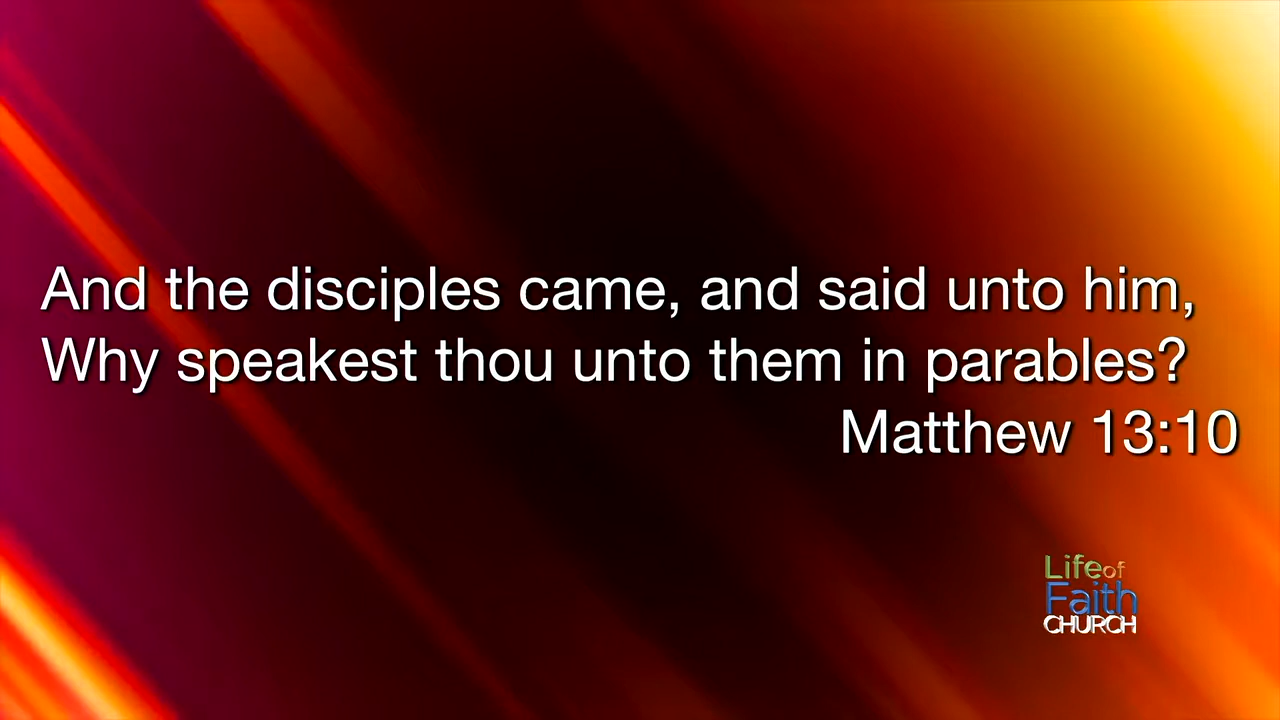 And the disciples came, and said unto him,
Why speakest thou unto them in parables?
Matthew 13:10
Life of
Faith
CHURCH